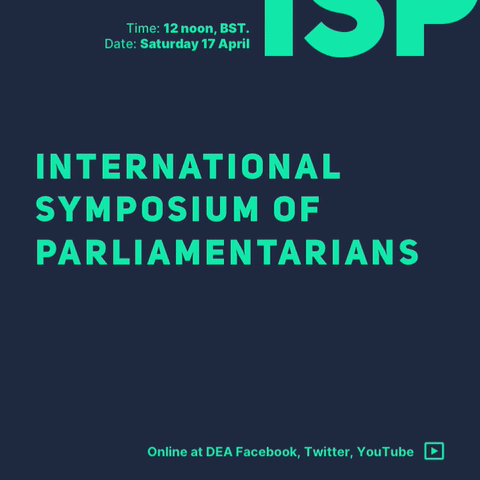 Time: 12 noon, BST.
Date: Saturday 17 April
ISP
INTERNATIONAL
SYMPOSIUM OF
PARLIAMENTARIANS
Online at DEA Facebook, Twitter, YouTube